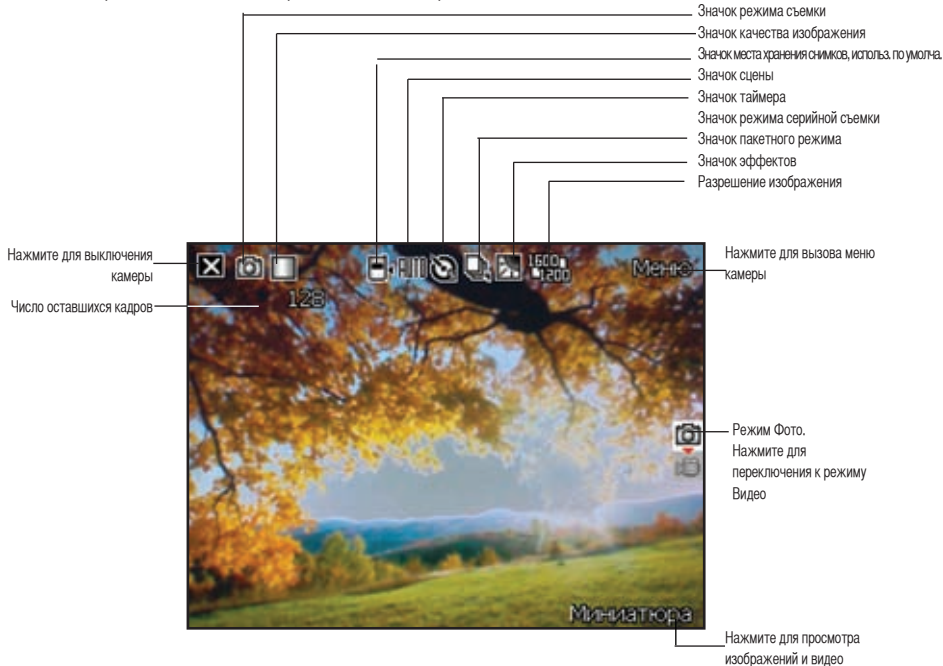 Значок режима съемки
Значок качества изображения
Значок места хранения снимков, использ. по умолча.
Значок сцены
Значок таймера
Значок режима серийной съемки
Значок пакетного режима
Значок эффектов
Разрешение изображения
Нажмите для выключения
камеры
Число оставшихся кадров
128
AUTO
1600
1200
Меню
Нажмите для вызова меню
камеры
Режим Фото.
Нажмите для
переключения к режиму
Видео
Миниатюра
Нажмите для просмотра
изображений и видео